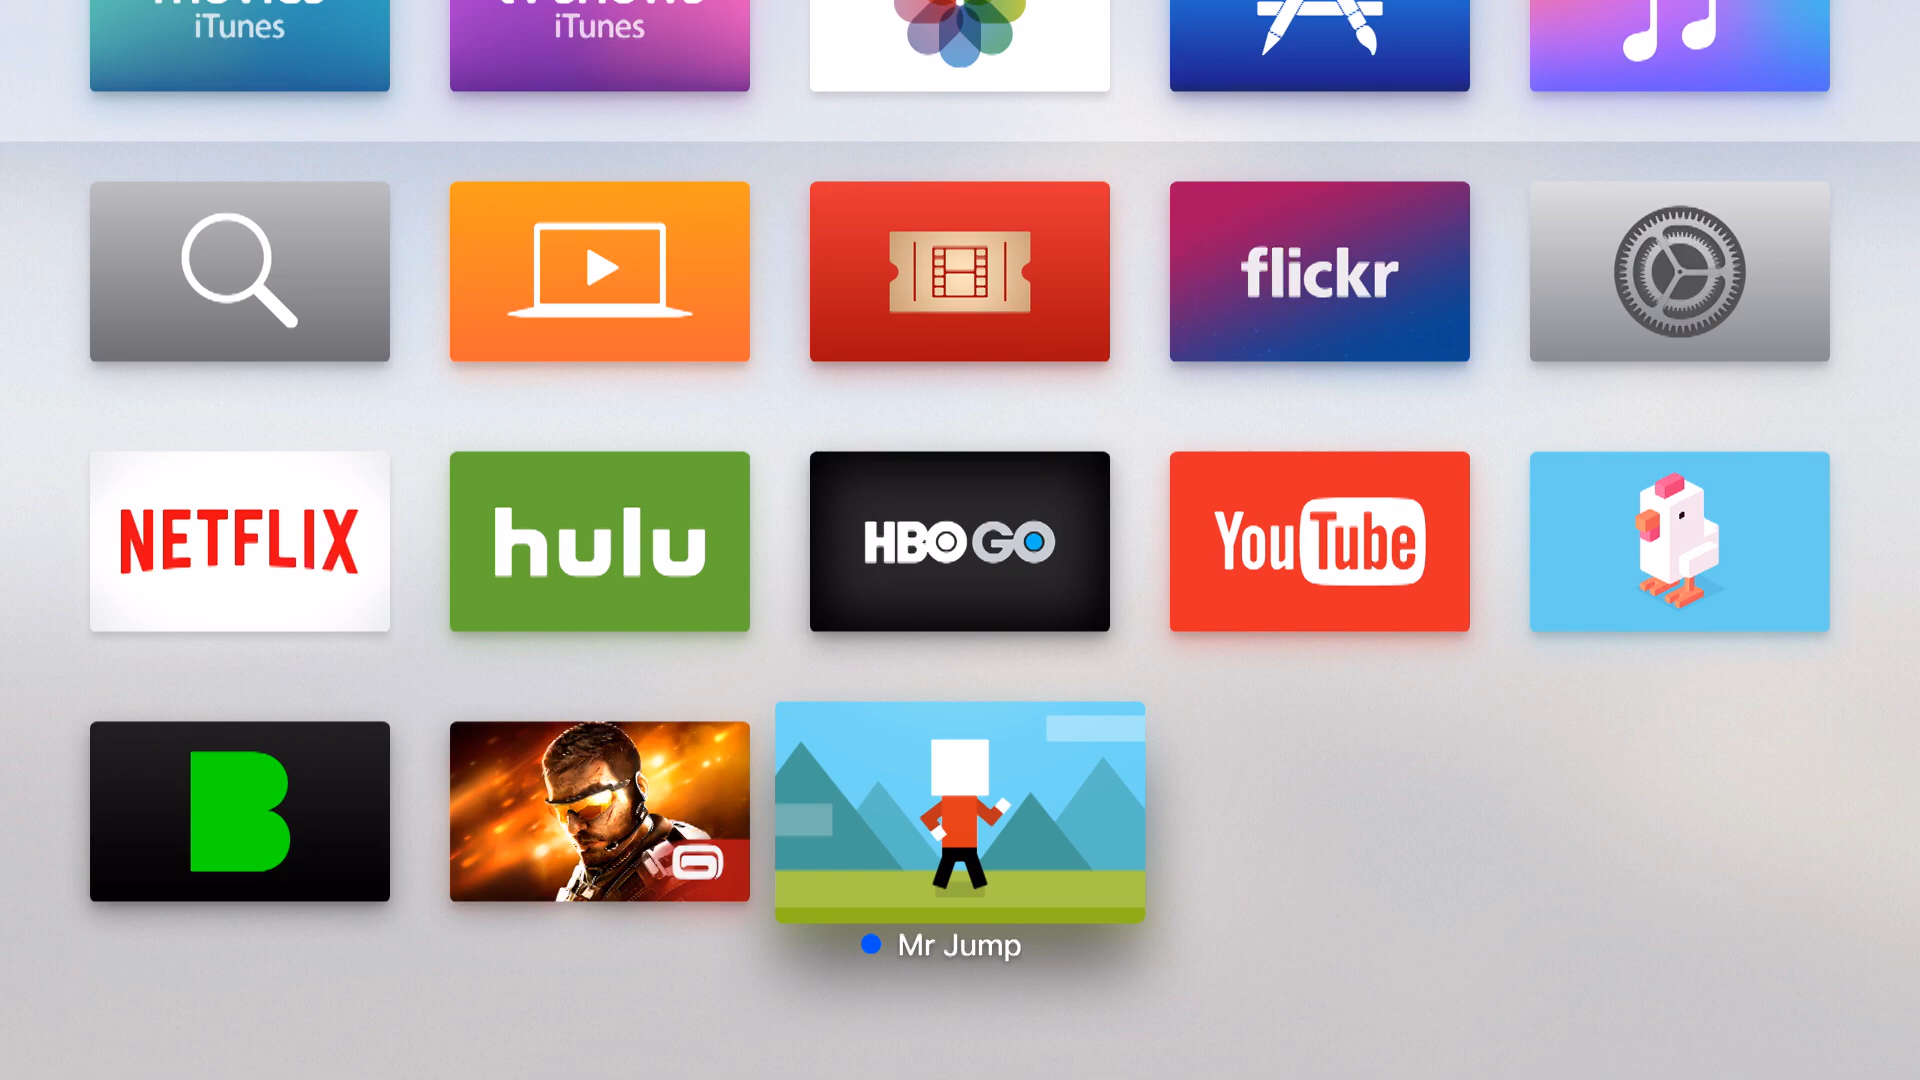 iTunes
iTunes
flickr
NETFLIX
hulu
HBO GO
YouTube
B
G
Mr Jump